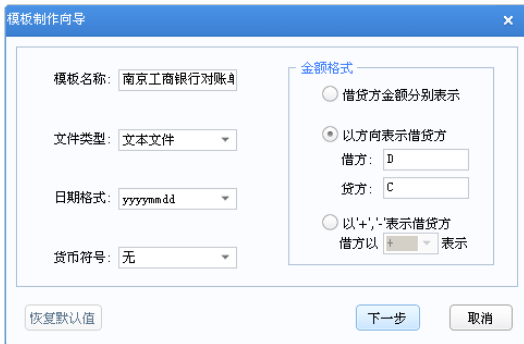 模板制作向导
模板名称: 南京工商银行对账单
文件类型: 文本文件
日期格式: yyyymmdd
货币符号: 无
金额格式
借贷方金额分别表示
以方向表示借贷方
借方: D
贷方: C
以'+','-'表示借贷方
借方以 + 表示
恢复默认值
下一步
取消